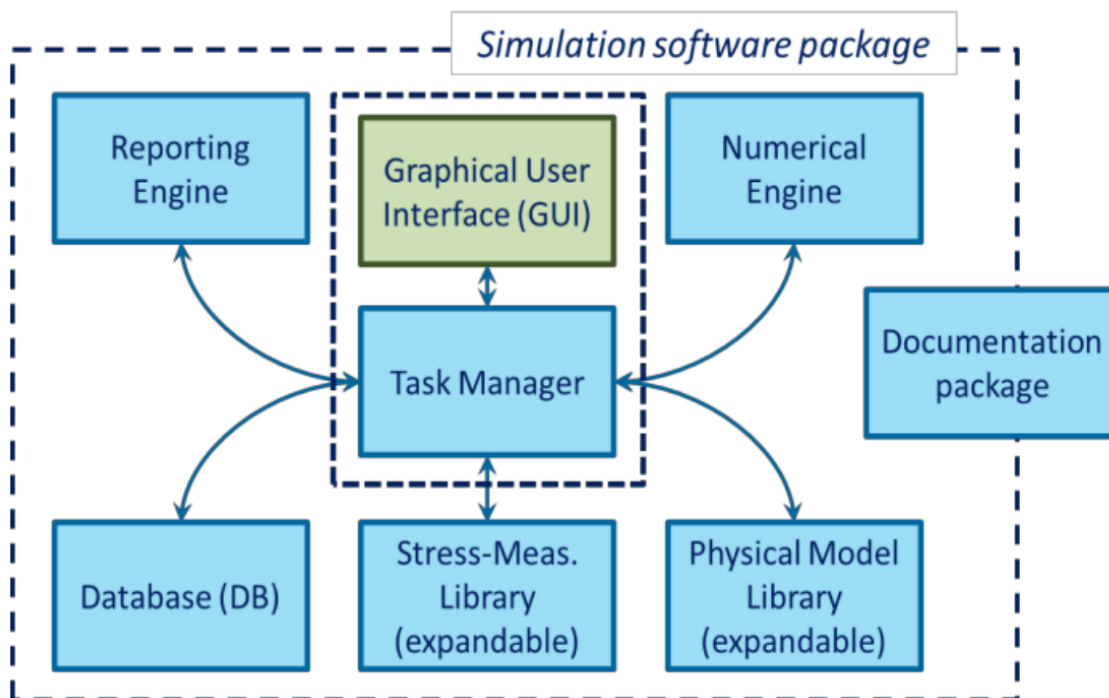 Simulation software package
Reporting
Engine
Graphical User
Interface (GUI)
Numerical
Engine
Task Manager
Documentation
package
Database (DB)
Stress-Meas.
Library
(expandable)
Physical Model
Library
(expandable)